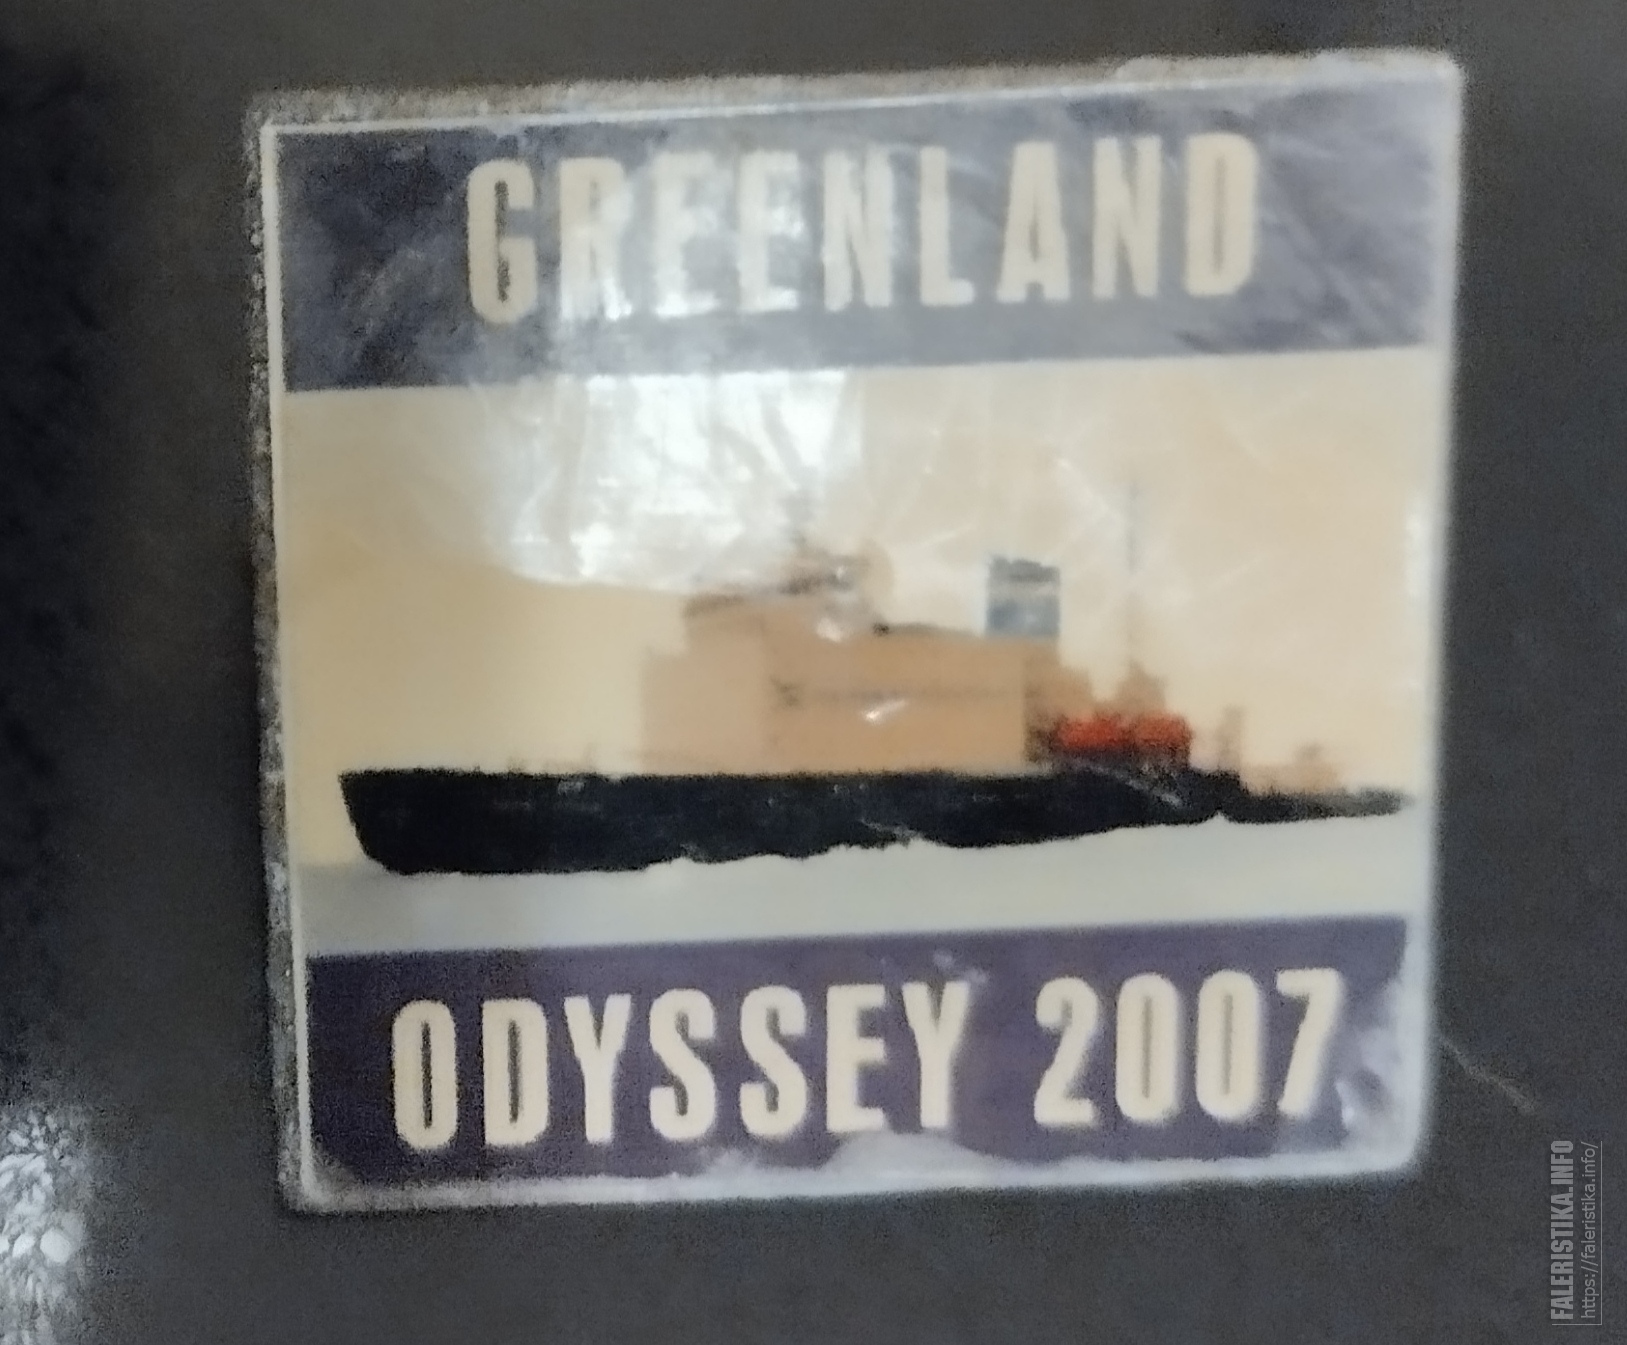 GREENLAND
ODYSSEY 2007
FALERISTIKA.INFO
https://faleristika.info/